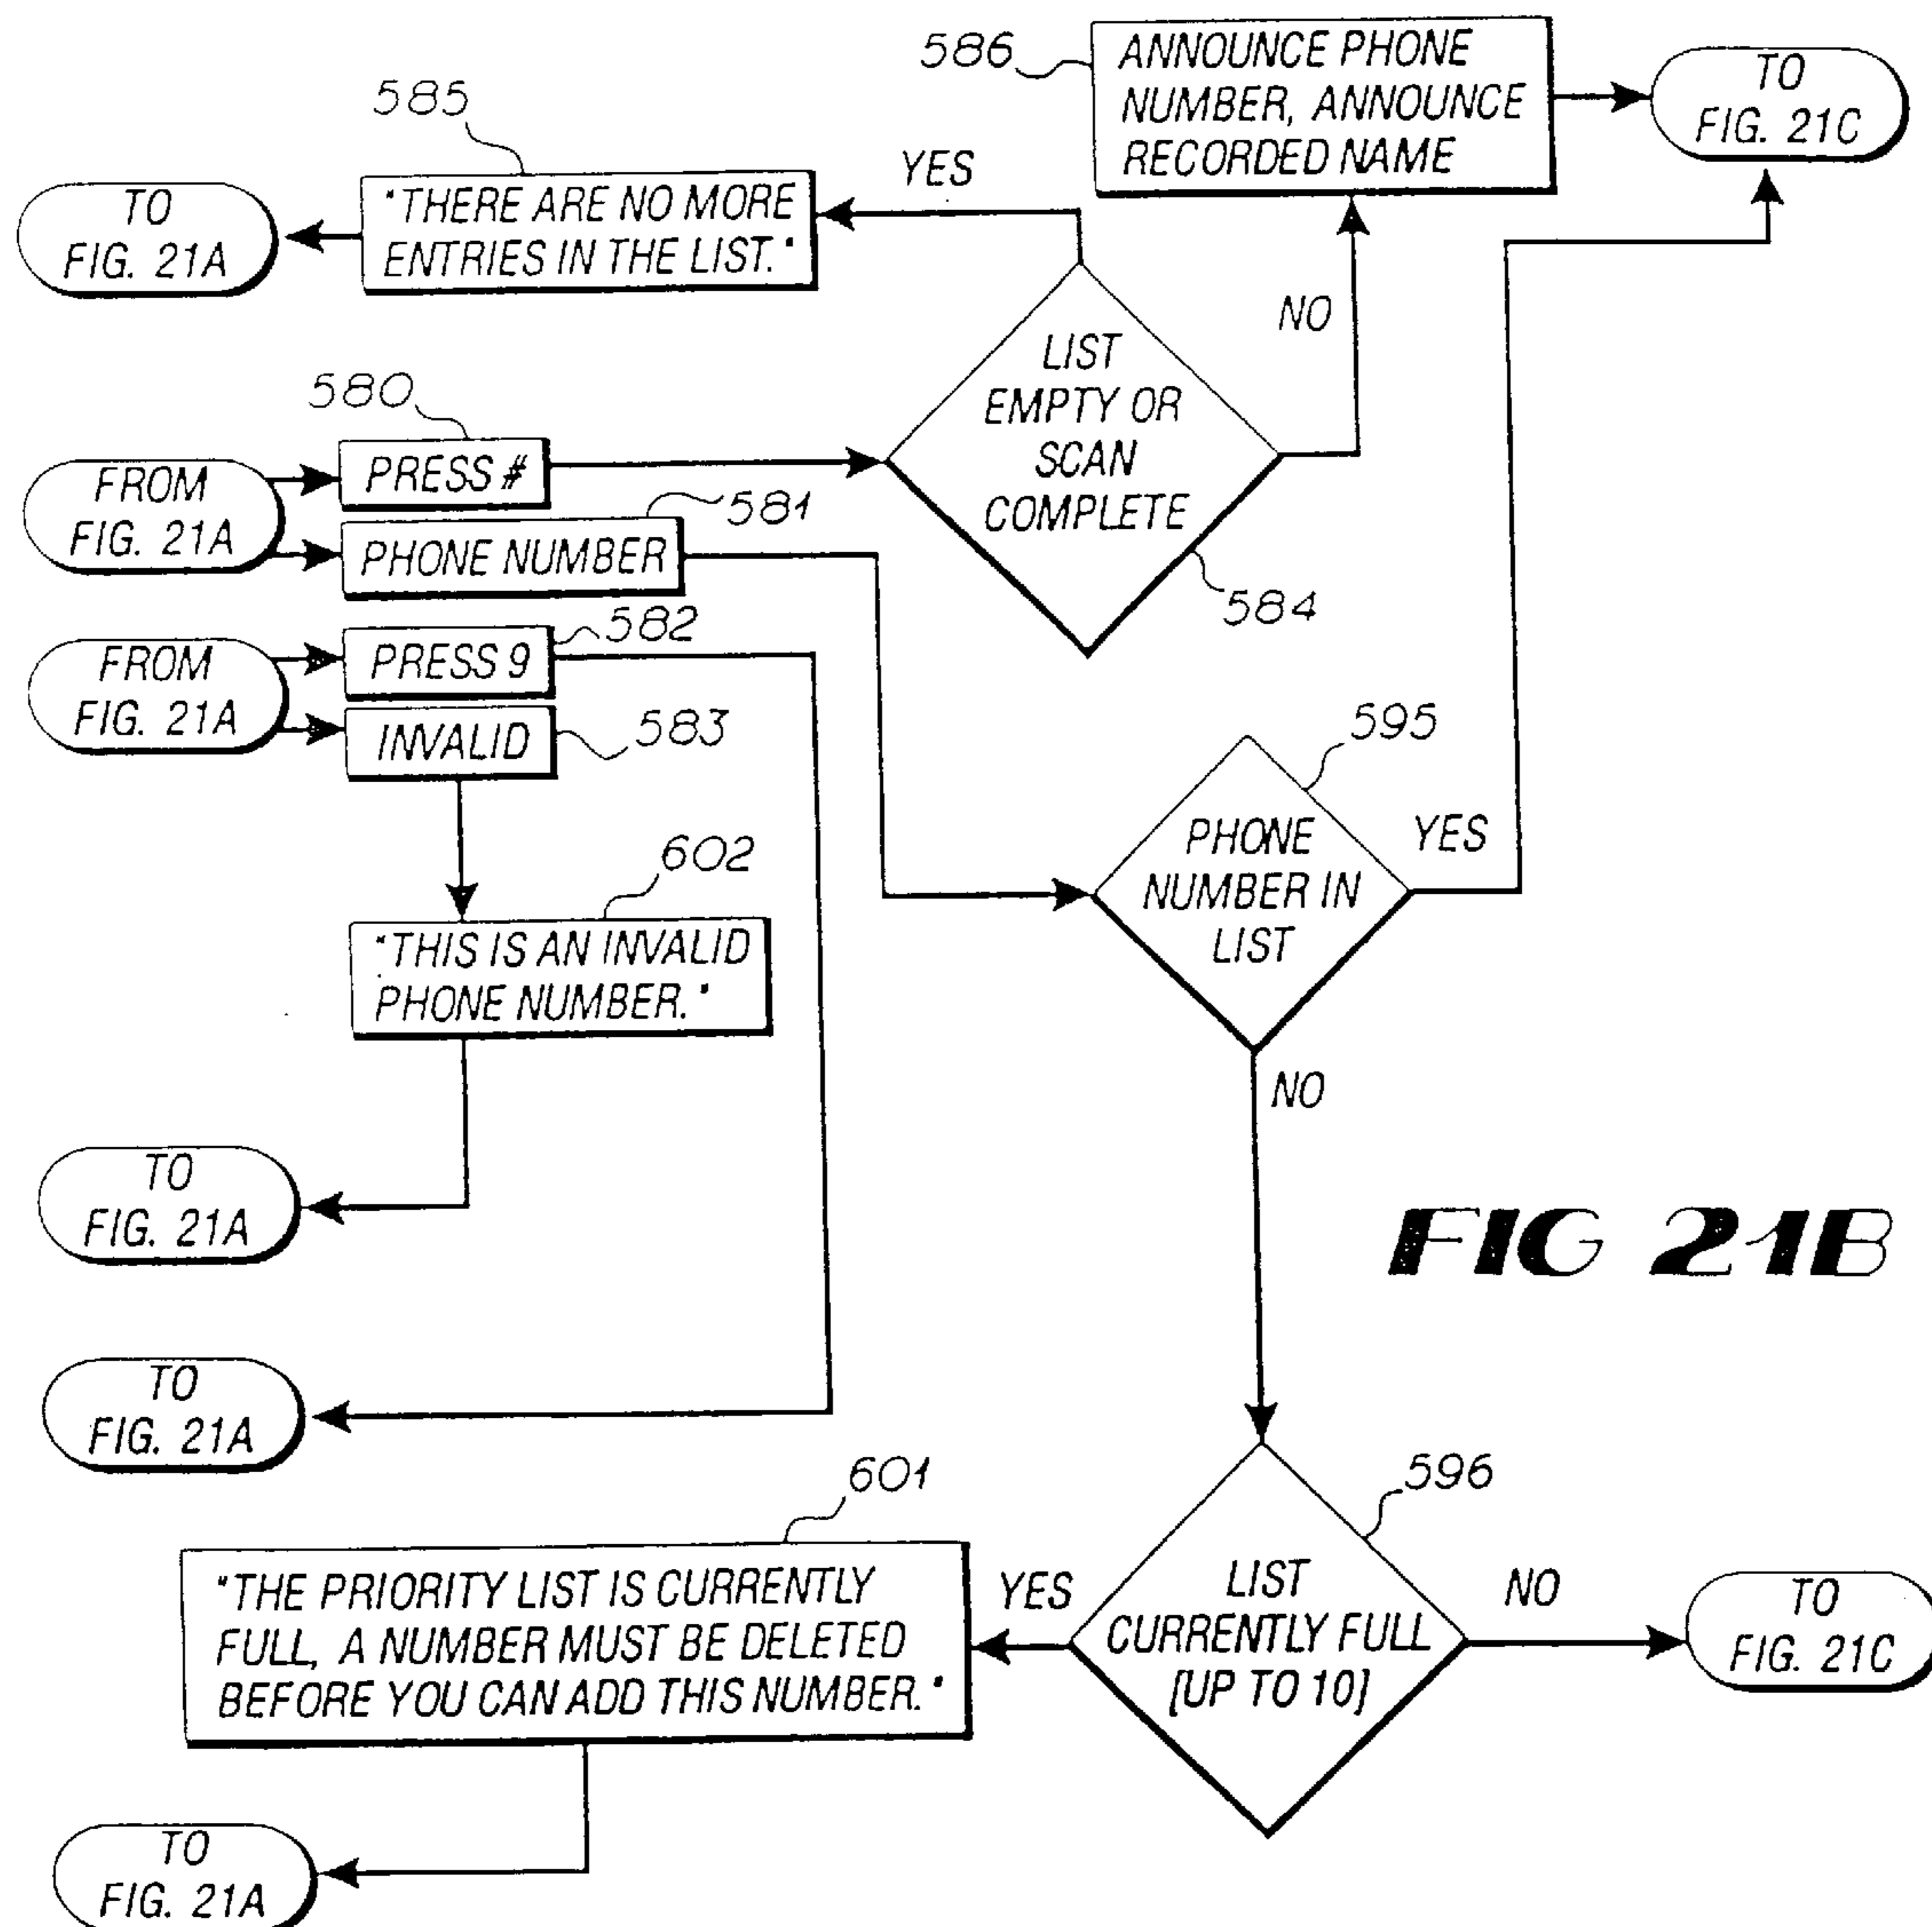 586
ANNOUNCE PHONE
NUMBER, ANNOUNCE
RECORDED NAME
TO
FIG. 21C
585
YES
"THERE ARE NO MORE
ENTRIES IN THE LIST."
TO
FIG. 21A
NO
LIST
EMPTY OR
SCAN
COMPLETE
584
580
FROM
FIG. 21A
PRESS #
581
PHONE NUMBER
582
FROM
FIG. 21A
PRESS 9
INVALID
583
595
PHONE
NUMBER IN
LIST
YES
602
"THIS IS AN INVALID
PHONE NUMBER."
NO
TO
FIG. 21A
FIG 21B
TO
FIG. 21A
596
601
"THE PRIORITY LIST IS CURRENTLY
FULL, A NUMBER MUST BE DELETED
BEFORE YOU CAN ADD THIS NUMBER."
YES
LIST
CURRENTLY FULL
[UP TO 10]
NO
TO
FIG. 21C
TO
FIG. 21A